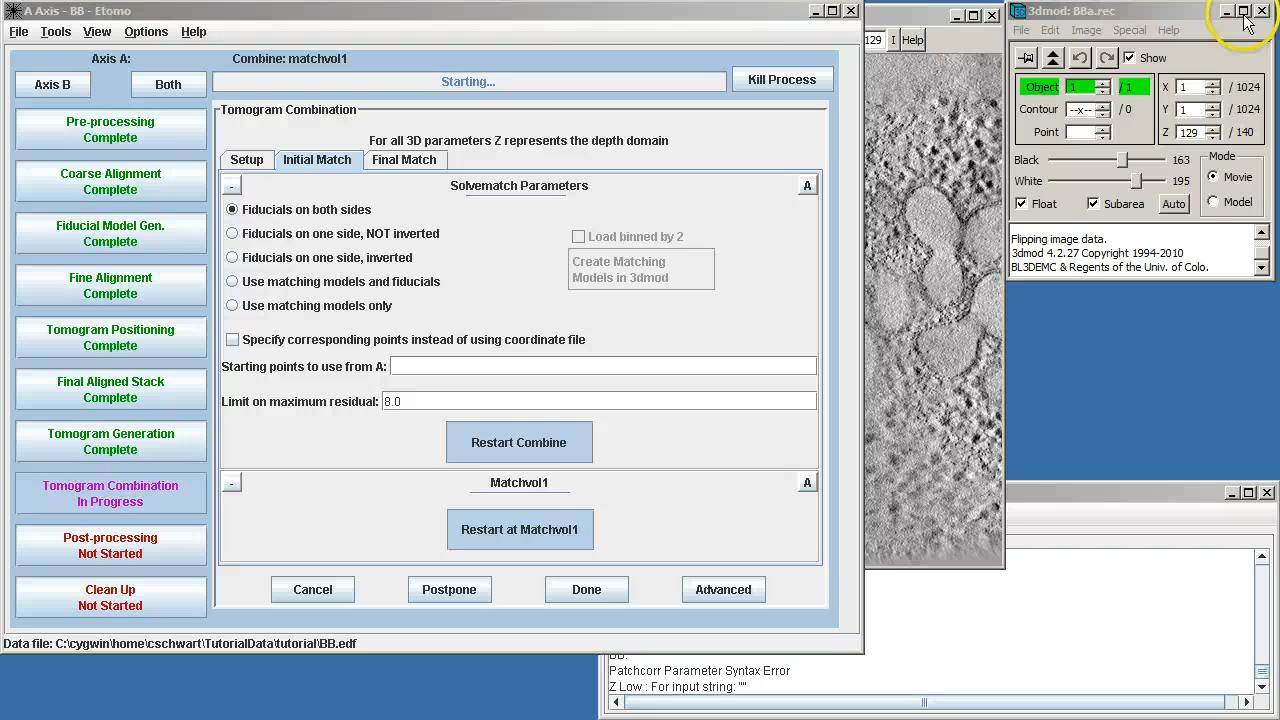 A Axis - BB - Etomo
File Tools View Options Help
Axis A:
Combine: matchvol1
Axis B
Both
Starting...
Kill Process
Pre-processing
Complete
Coarse Alignment
Complete
Fiducial Model Gen.
Complete
Fine Alignment
Complete
Tomogram Positioning
Complete
Final Aligned Stack
Complete
Tomogram Generation
Complete
Tomogram Combination
In Progress
Post-processing
Not Started
Clean Up
Not Started
Tomogram Combination
For all 3D parameters Z represents the depth domain
Setup Initial Match Final Match
- Solvematch Parameters A
Fiducials on both sides
Fiducials on one side, NOT inverted
Fiducials on one side, inverted
Use matching models and fiducials
Use matching models only
Load binned by 2
Create Matching
Models in 3dmod
Specify corresponding points instead of using coordinate file
Starting points to use from A:
Limit on maximum residual: 8.0
Restart Combine
- Matchvol1 A
Restart at Matchvol1
Cancel Postpone Done Advanced
Data file: C:\cygwin\home\cschwart\TutorialData\tutorial\BB.edf
129 I Help
3dmod: BBa.rec
File Edit Image Special Help
Show
Object 1 / 1
Contour --x-- / 0
Point
X 1 / 1024
Y 1 / 1024
Z 129 / 140
Black 163
White 195
Float Subarea Auto
Mode
Movie
Model
Flipping image data.
3dmod 4.2.27 Copyright 1994-2010
BL3DEMC & Regents of the Univ. of Colo.
BB.
Patchcorr Parameter Syntax Error
Z Low : For input string: ""